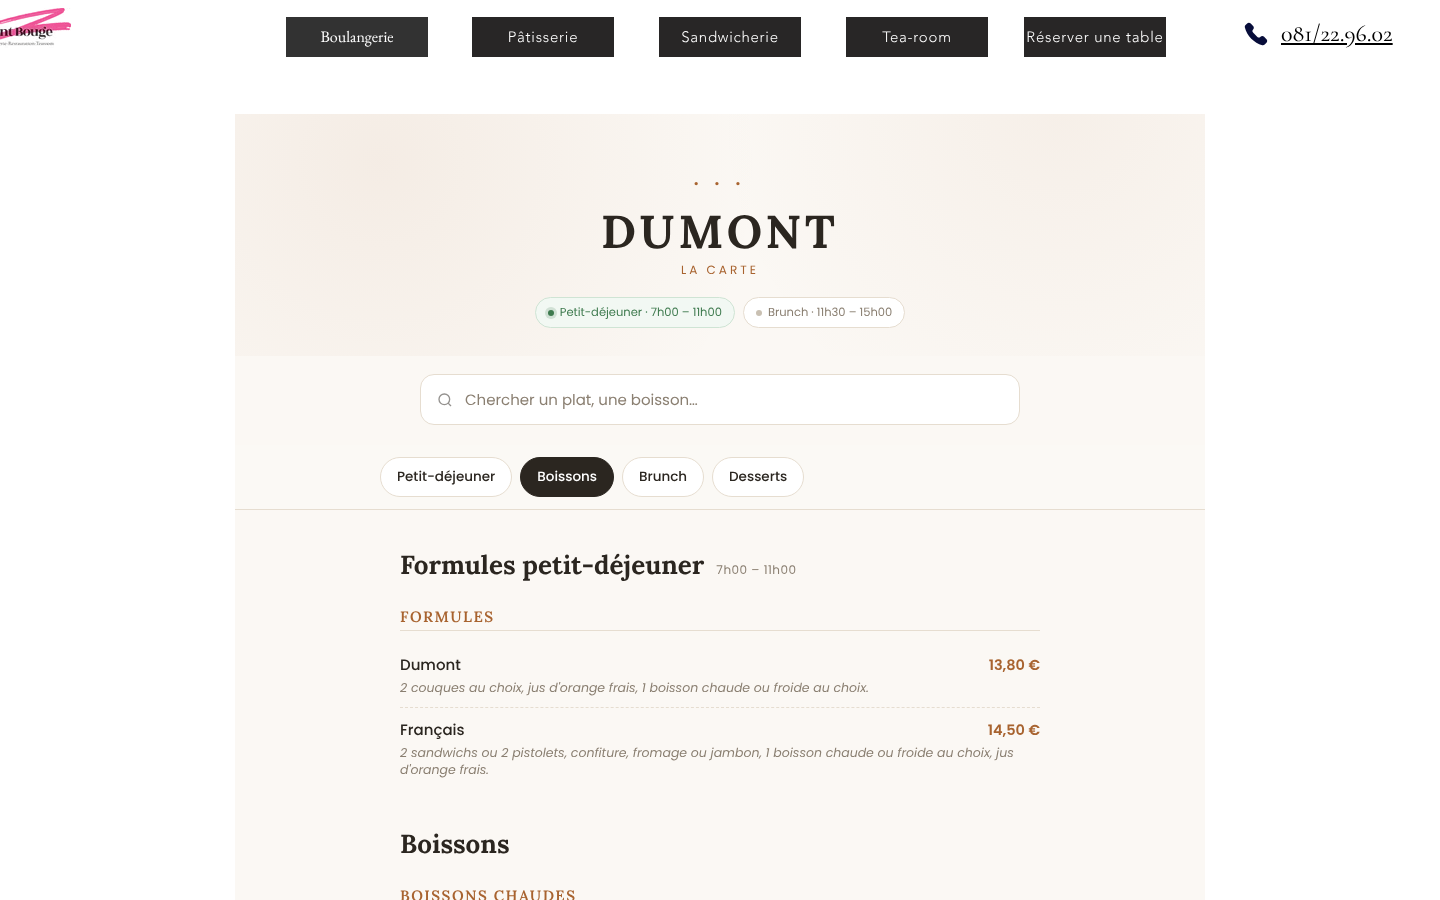 nt Bouge
Boulangerie
Pâtisserie
Sandwicherie
Tea-room
Réserver une table
081/22.96.02
DUMONT
LA CARTE
Petit-déjeuner · 7h00 – 11h00
Brunch · 11h30 – 15h00
Chercher un plat, une boisson…
Petit-déjeuner
Boissons
Brunch
Desserts
Formules petit-déjeuner 7h00 – 11h00
FORMULES
Dumont 13,80 €
2 couques au choix, jus d'orange frais, 1 boisson chaude ou froide au choix.
Français 14,50 €
2 sandwichs ou 2 pistolets, confiture, fromage ou jambon, 1 boisson chaude ou froide au choix, jus
d'orange frais.
Boissons
BOISSONS CHAUDES